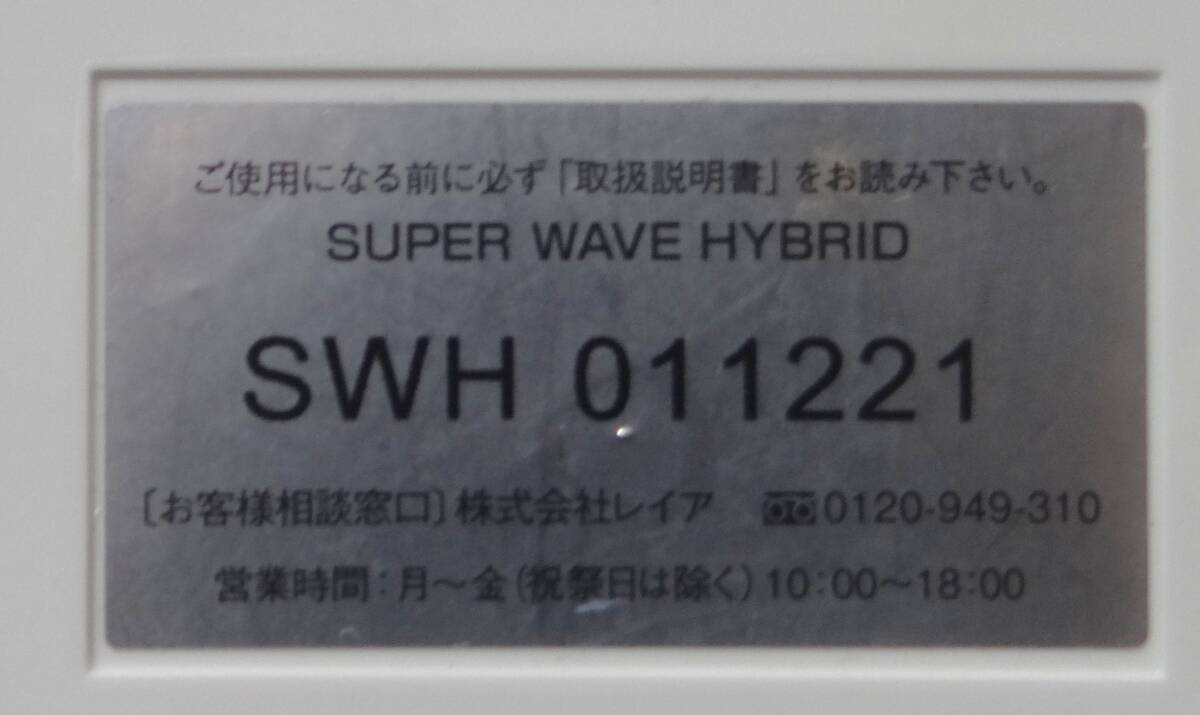 ご使用になる前に必ず「取扱説明書」をお読み下さい。
SUPER WAVE HYBRID
SWH 011221
〔お客様相談窓口〕株式会社レイア 0120-949-310
営業時間:月～金(祝祭日は除く)10:00～18:00